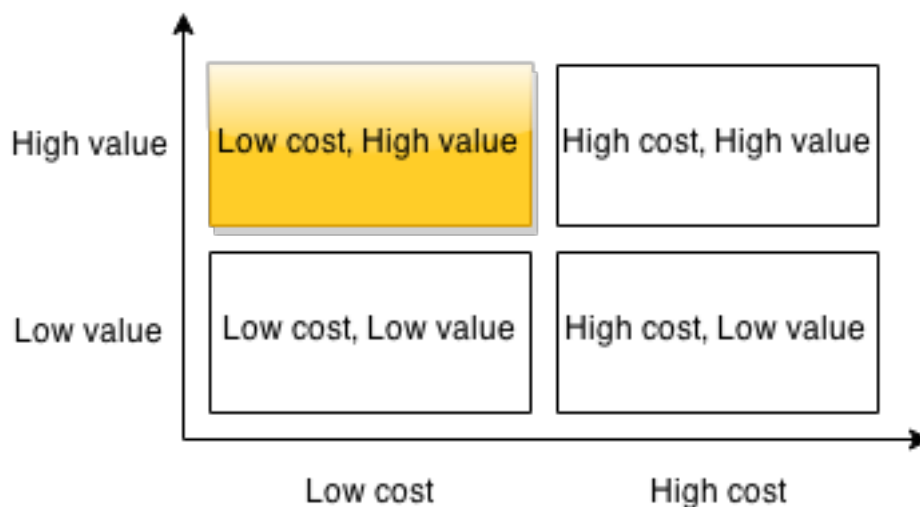 High value
Low cost, High value
High cost, High value
Low value
Low cost, Low value
High cost, Low value
Low cost
High cost